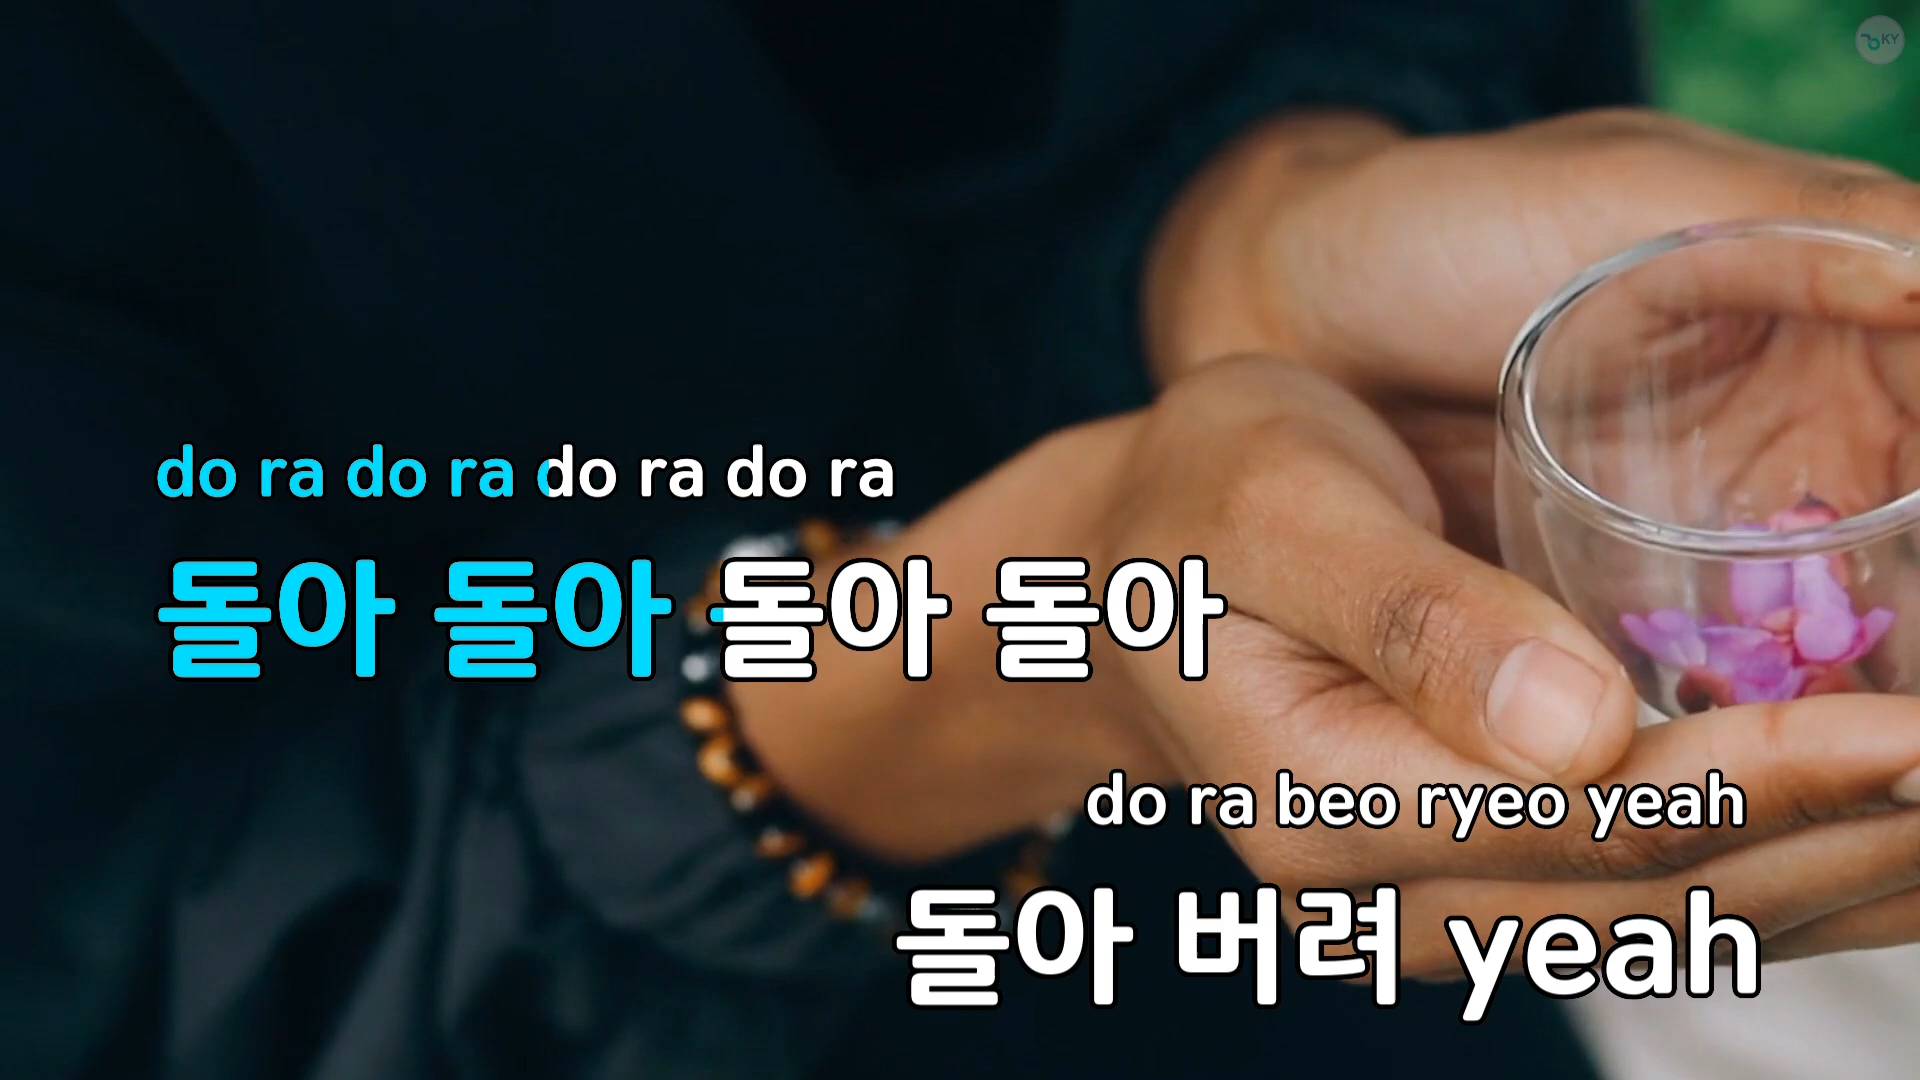 KY
do ra do ra do ra do ra
돌아 돌아 돌아 돌아
do ra beo ryeo yeah
돌아 버려 yeah